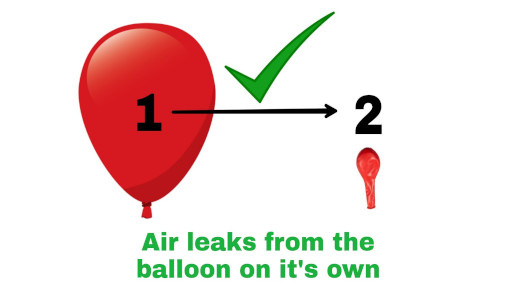 1 2
Air leaks from the
balloon on it's own